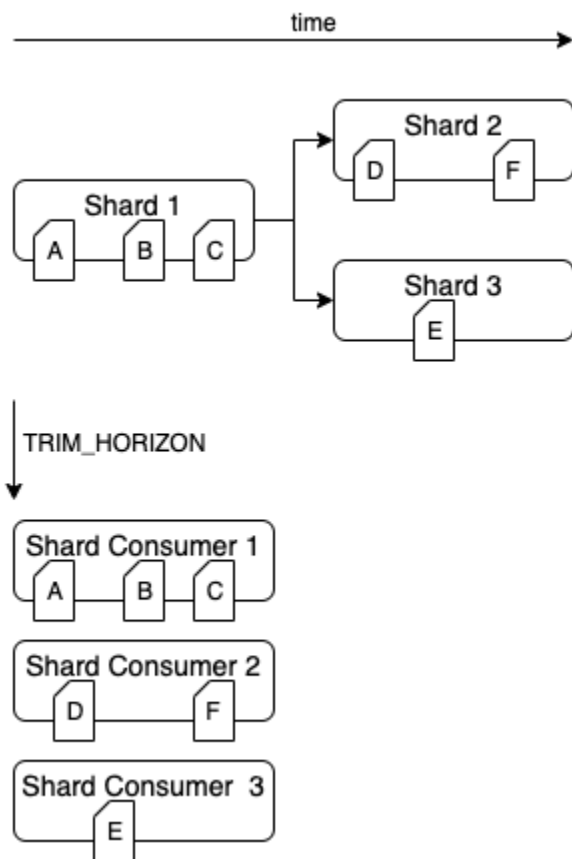 time
Shard 2
D
F
Shard 1
A
B
C
Shard 3
E
TRIM_HORIZON
Shard Consumer 1
A
B
C
Shard Consumer 2
D
F
Shard Consumer 3
E